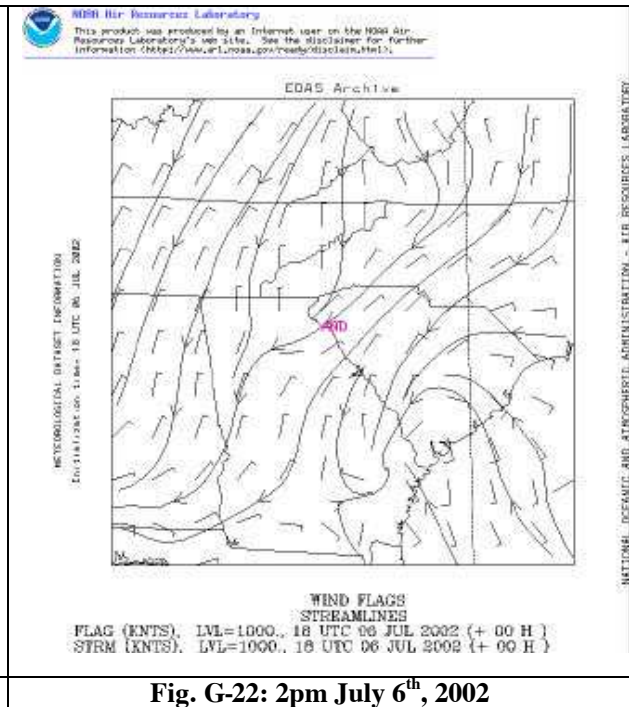 NOAA Air Resources Laboratory
This product was produced by an Internet user on the NOAA Air
Resources Laboratory's web site. See the disclaimer for further
information (http://www.arl.noaa.gov/ready/disclaim.html).
EDAS Archive
METEOROLOGICAL DATASET INFORMATION
Initialization time: 18 UTC 06 JUL 2002
AND
NATIONAL OCEANIC AND ATMOSPHERIC ADMINISTRATION - AIR RESOURCES LABORATORY
WIND FLAGS
STREAMLINES
FLAG (KNTS), LVL=1000., 18 UTC 06 JUL 2002 (+ 00 H )
STRM (KNTS), LVL=1000., 18 UTC 06 JUL 2002 (+ 00 H )
Fig. G-22: 2pm July 6th, 2002